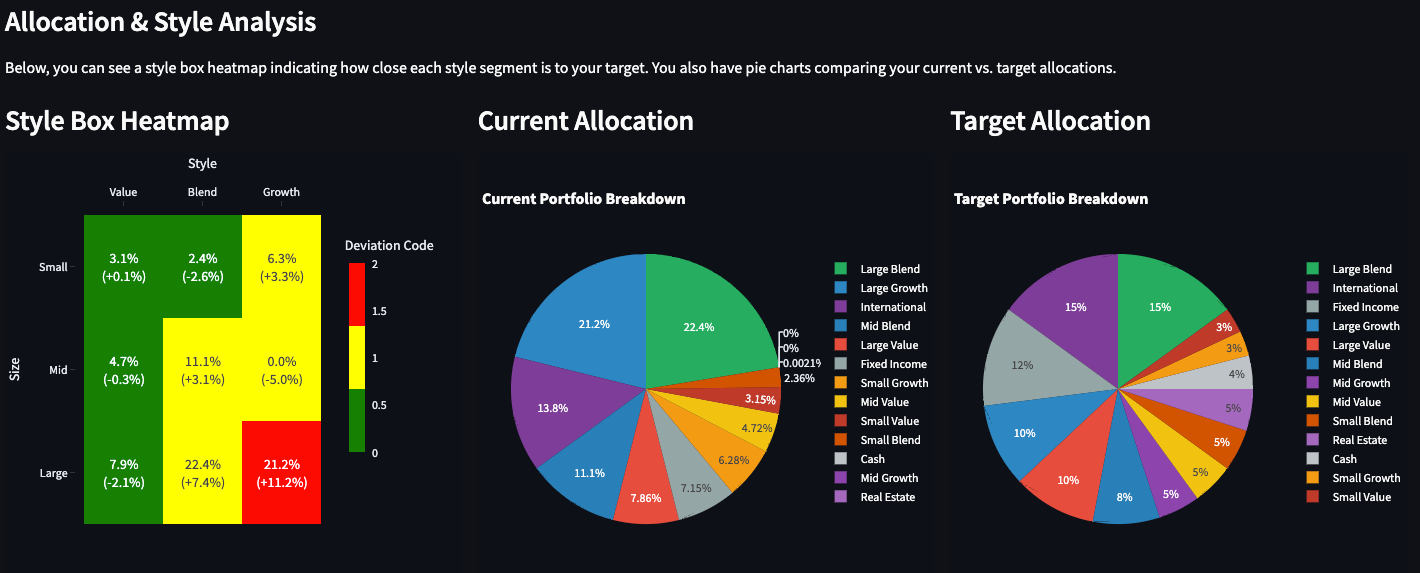 Allocation & Style Analysis
Below, you can see a style box heatmap indicating how close each style segment is to your target. You also have pie charts comparing your current vs. target allocations.
Style Box Heatmap
Style
Value
Blend
Growth
Size
Small
3.1%
(+0.1%)
2.4%
(-2.6%)
6.3%
(+3.3%)
Mid
4.7%
(-0.3%)
11.1%
(+3.1%)
0.0%
(-5.0%)
Large
7.9%
(-2.1%)
22.4%
(+7.4%)
21.2%
(+11.2%)
Deviation Code
2
1.5
1
0.5
0
Current Allocation
Current Portfolio Breakdown
22.4%
21.2%
13.8%
11.1%
7.86%
7.15%
6.28%
4.72%
3.15%
2.36%
0.0021%
0%
0%
Large Blend
Large Growth
International
Mid Blend
Large Value
Fixed Income
Small Growth
Mid Value
Small Value
Small Blend
Cash
Mid Growth
Real Estate
Target Allocation
Target Portfolio Breakdown
15%
15%
12%
10%
10%
8%
5%
5%
5%
5%
4%
3%
3%
Large Blend
International
Fixed Income
Large Growth
Large Value
Mid Blend
Mid Growth
Mid Value
Small Blend
Real Estate
Cash
Small Growth
Small Value